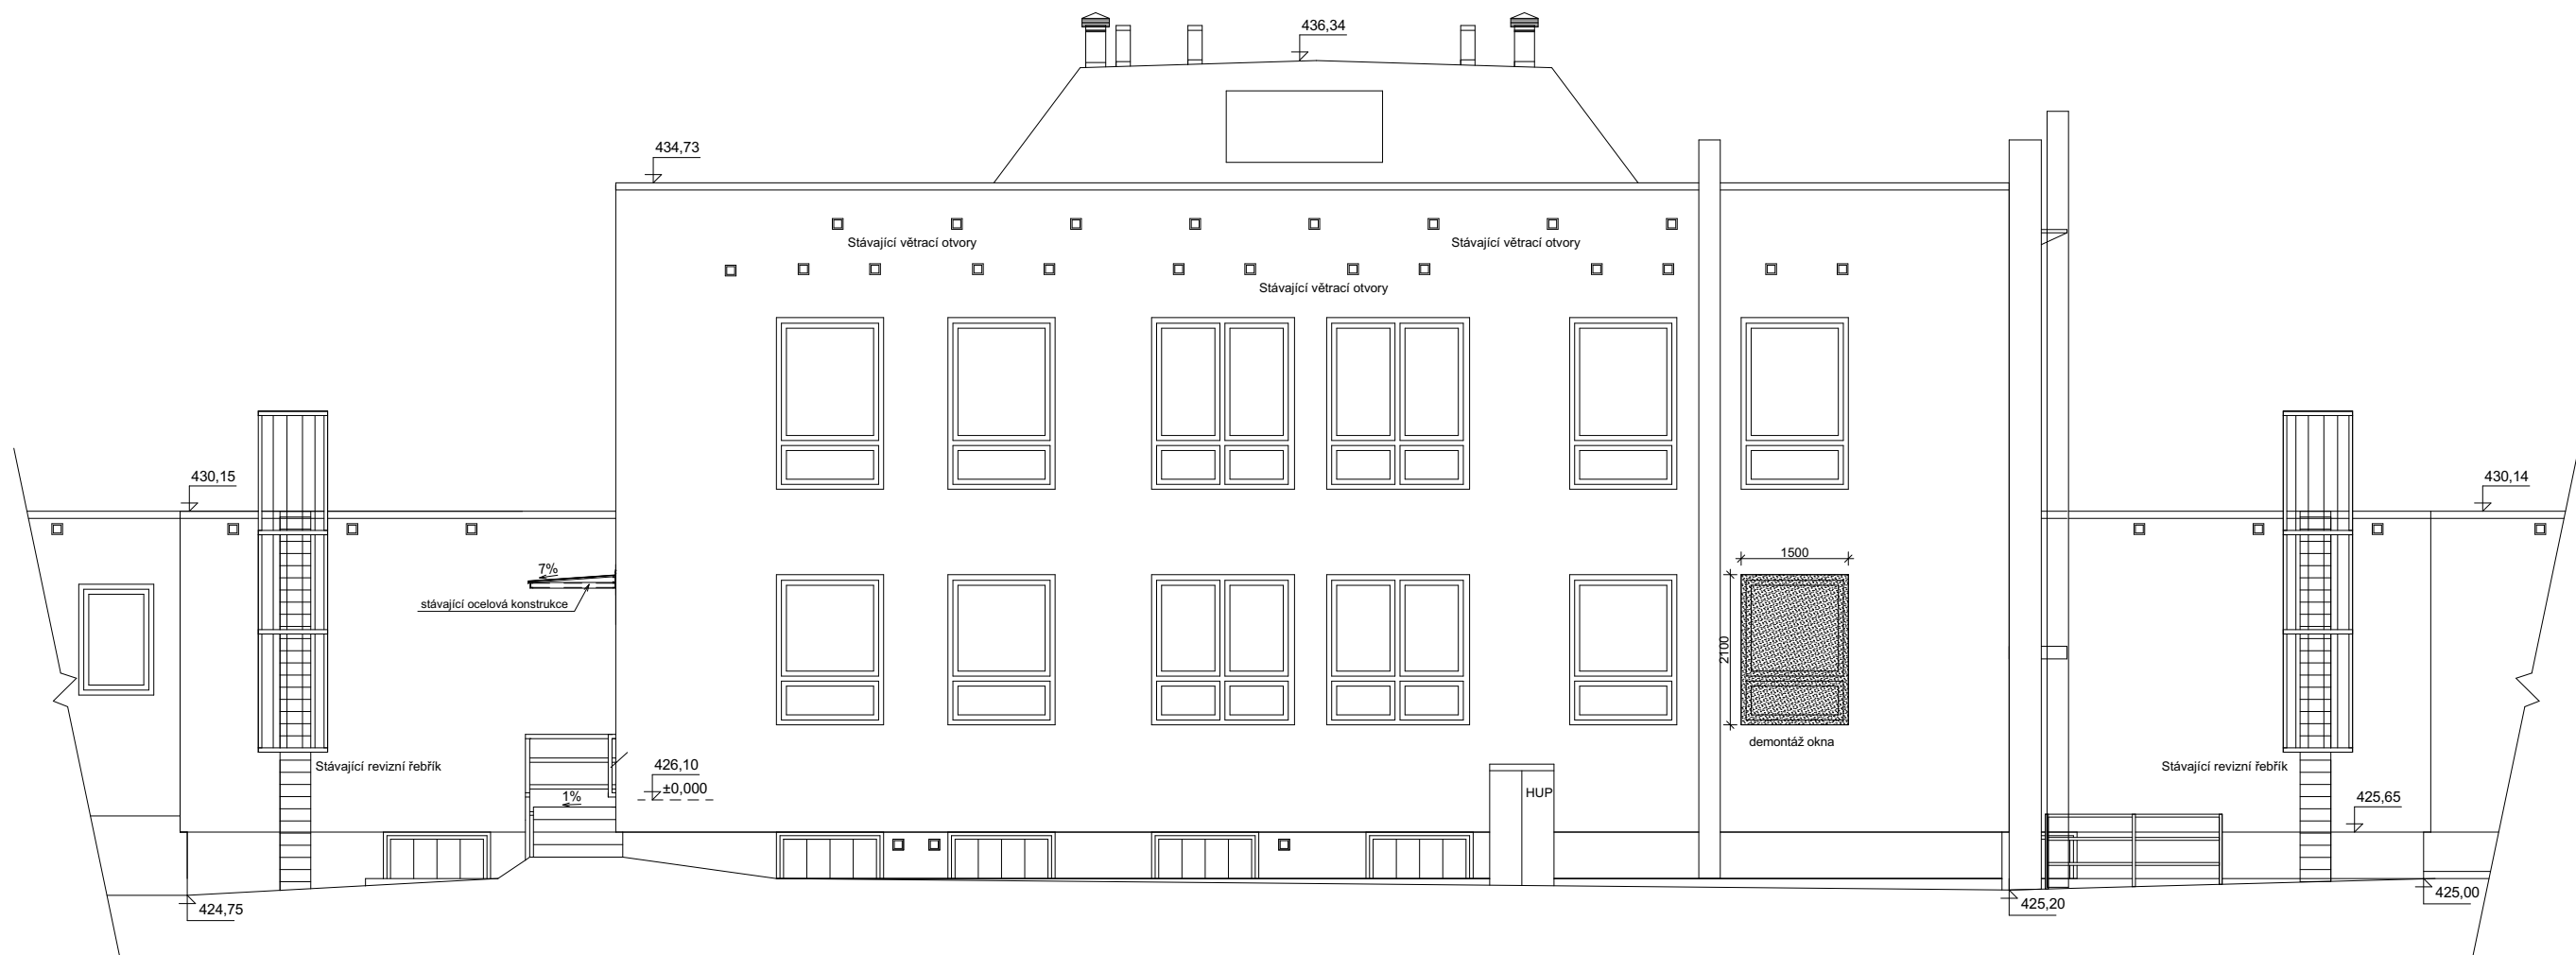 436,34
434,73
Stávající větrací otvory
Stávající větrací otvory
Stávající větrací otvory
430,15
430,14
1500
7%
stávající ocelová konstrukce
2100
demontáž okna
Stávající revizní řebřík
426,10
±0,000
Stávající revizní řebřík
1%
HUP
425,65
424,75
425,20
425,00